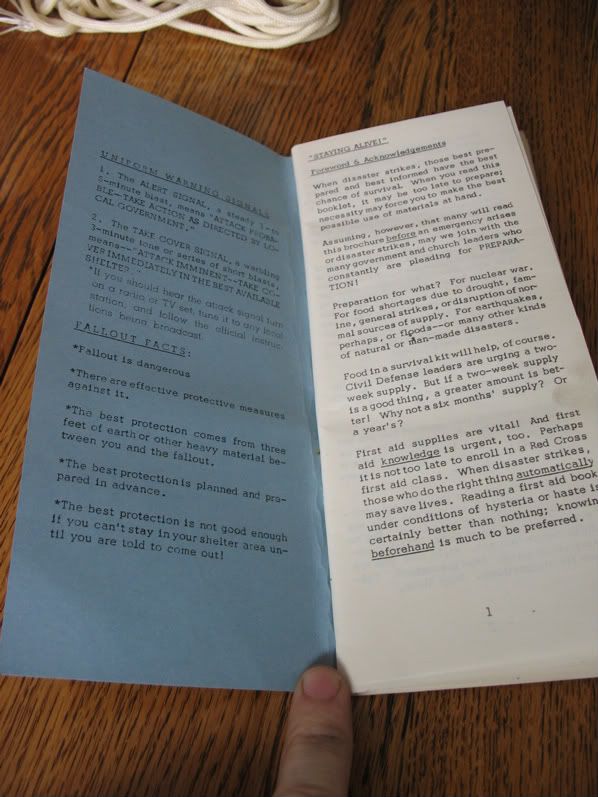 UNIFORM WARNING SIGNALS
1. The ALERT SIGNAL, a steady 3- to
5-minute blast, means "ATTACK PROBA-
BLE--TAKE ACTION AS DIRECTED BY LO-
CAL GOVERNMENT."
2. The TAKE COVER SIGNAL, a warbling
3-minute tone or series of short blasts,
means--"ATTACK IMMINENT--TAKE CO-
VER IMMEDIATELY IN THE BEST AVAILABLE
SHELTER."
"If you should hear the attack signal turn
on a radio or TV set, tune it to any local
station, and follow the official instruc-
tions being broadcast.
FALLOUT FACTS:
*Fallout is dangerous
*There are effective protective measures
against it.
*The best protection comes from three
feet of earth or other heavy material be-
tween you and the fallout.
*The best protection is planned and pre-
pared in advance.
*The best protection is not good enough
if you can't stay in your shelter area un-
til you are told to come out!
"STAYING ALIVE!"
Foreword & Acknowledgements
When disaster strikes, those best pre-
pared and best informed have the best
chance of survival. When you read this
booklet, it may be too late to prepare;
necessity may force you to make the best
possible use of materials at hand.
Assuming, however, that many will read
this brochure before an emergency arises
or disaster strikes, may we join with the
many government and church leaders who
constantly are pleading for PREPARA-
TION!
Preparation for what? For nuclear war.
For food shortages due to drought, fam-
ine, general strikes, or disruption of nor-
mal sources of supply. For earthquakes,
perhaps, or floods--or many other kinds
of natural or man-made disasters.
Food in a survival kit will help, of course.
Civil Defense leaders are urging a two-
week supply. But if a two-week supply
is a good thing, a greater amount is bet-
ter! Why not a six months' supply? Or
a year's?
First aid supplies are vital! And first
aid knowledge is urgent, too. Perhaps
it is not too late to enroll in a Red Cross
first aid class. When disaster strikes,
those who do the right thing automatically
may save lives. Reading a first aid book
under conditions of hysteria or haste is
certainly better than nothing; knowing
beforehand is much to be preferred.
1